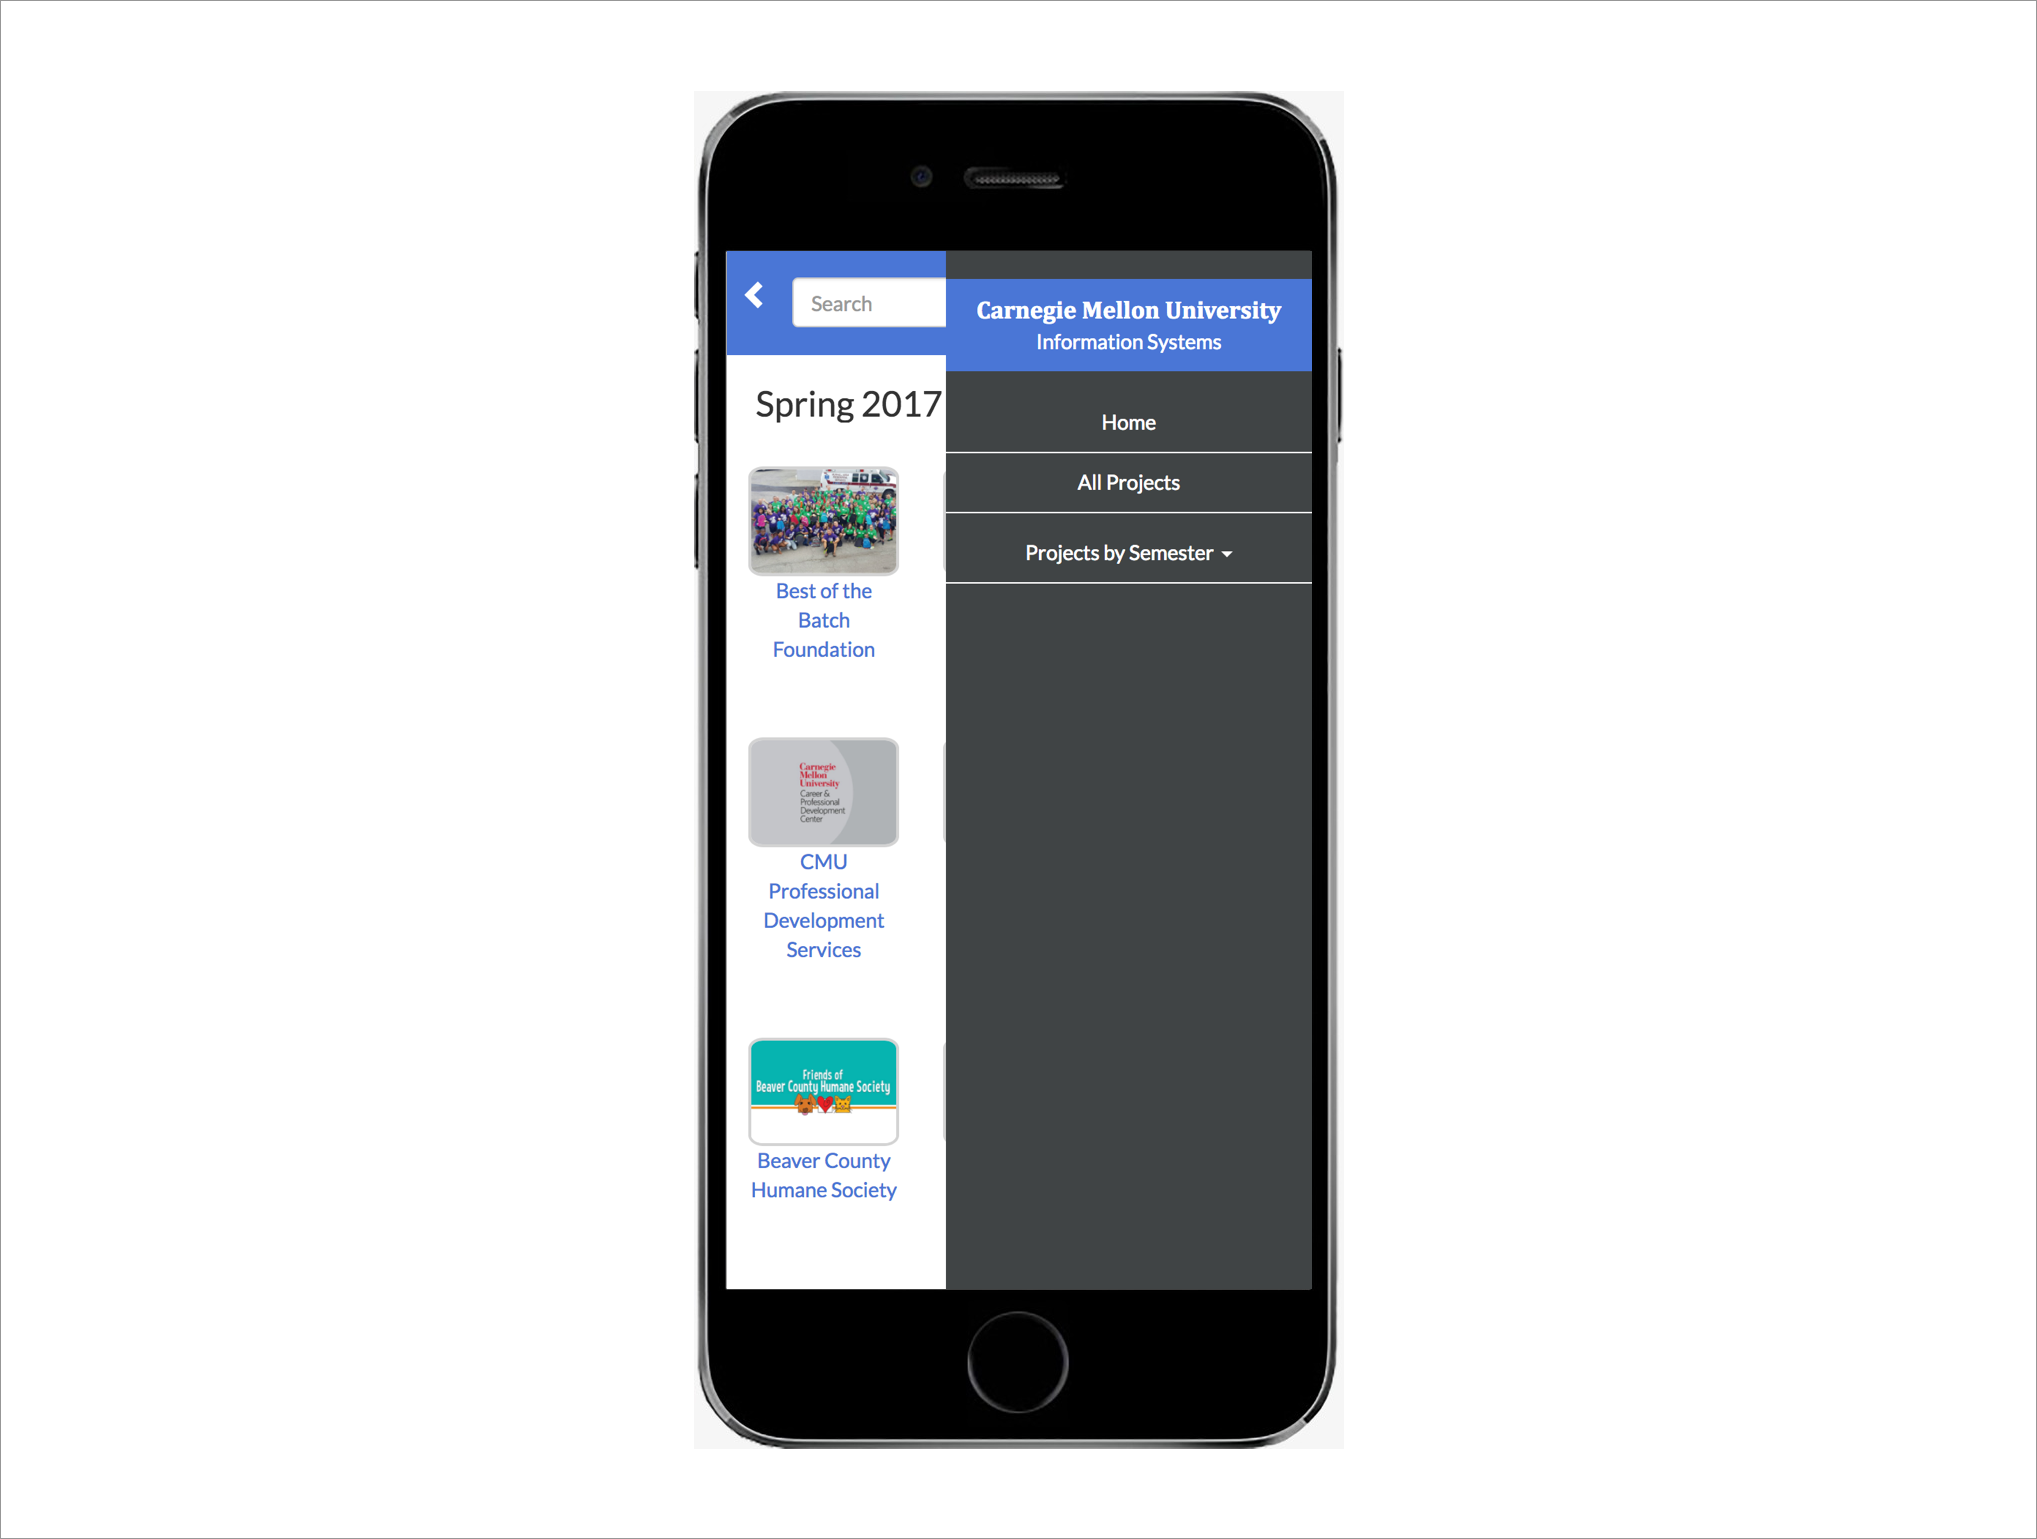 Search
Carnegie Mellon University
Information Systems
Spring 2017
Home
All Projects
Projects by Semester
Best of the
Batch
Foundation
Carnegie
Mellon
University
Career &
Professional
Development
Center
CMU
Professional
Development
Services
Friends of
Beaver County Humane Society
Beaver County
Humane Society